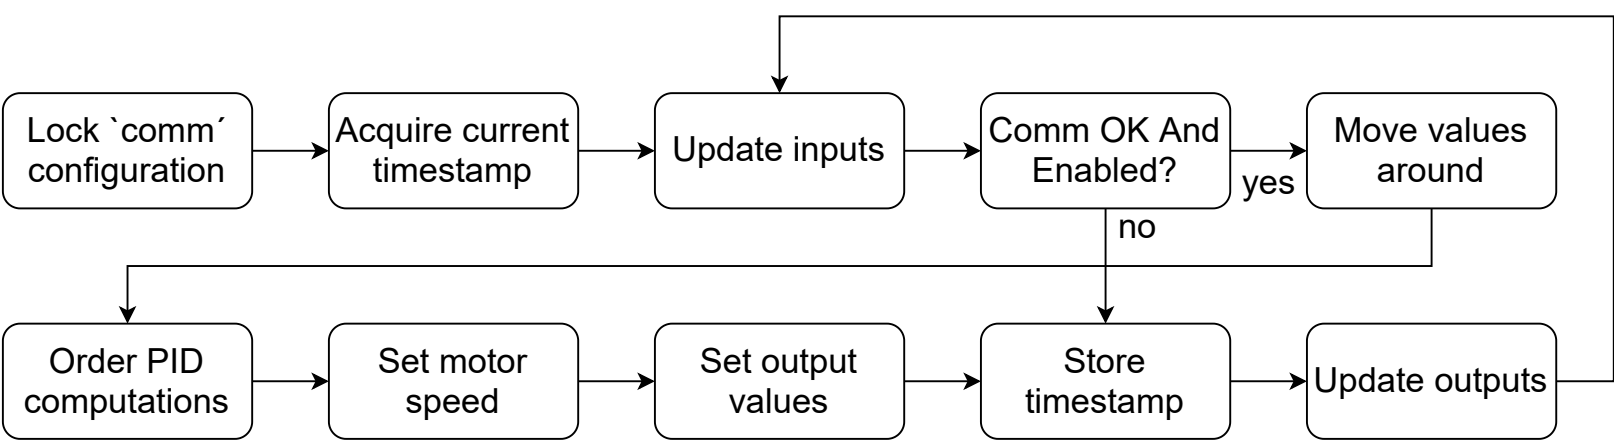 Lock `comm´
configuration
Acquire current
timestamp
Update inputs
Comm OK And
Enabled?
yes
Move values
around
no
Order PID
computations
Set motor
speed
Set output
values
Store
timestamp
Update outputs